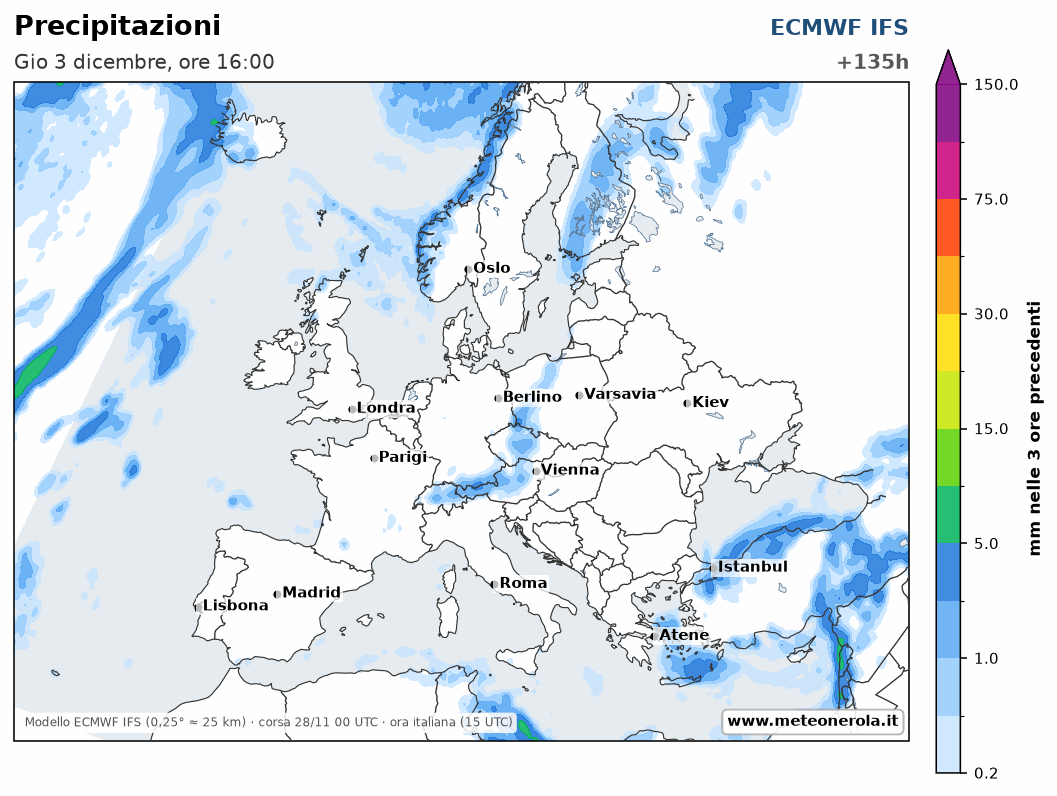 Precipitazioni
ECMWF IFS
Gio 3 dicembre, ore 16:00
+135h
150.0
75.0
30.0
15.0
5.0
1.0
0.2
mm nelle 3 ore precedenti
Oslo
Berlino
Varsavia
Kiev
Londra
Parigi
Vienna
Istanbul
Roma
Madrid
Lisbona
Atene
Modello ECMWF IFS (0,25° ≈ 25 km) · corsa 28/11 00 UTC · ora italiana (15 UTC)
www.meteonerola.it